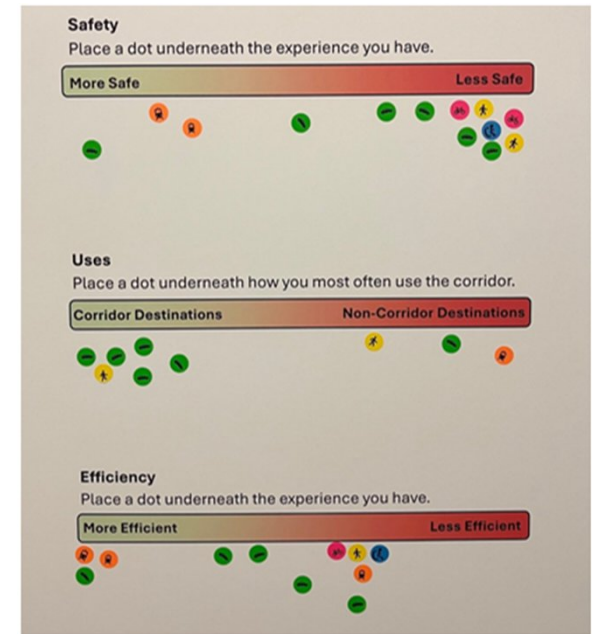 Safety
Place a dot underneath the experience you have.
More Safe Less Safe
Uses
Place a dot underneath how you most often use the corridor.
Corridor Destinations Non-Corridor Destinations
Efficiency
Place a dot underneath the experience you have.
More Efficient Less Efficient